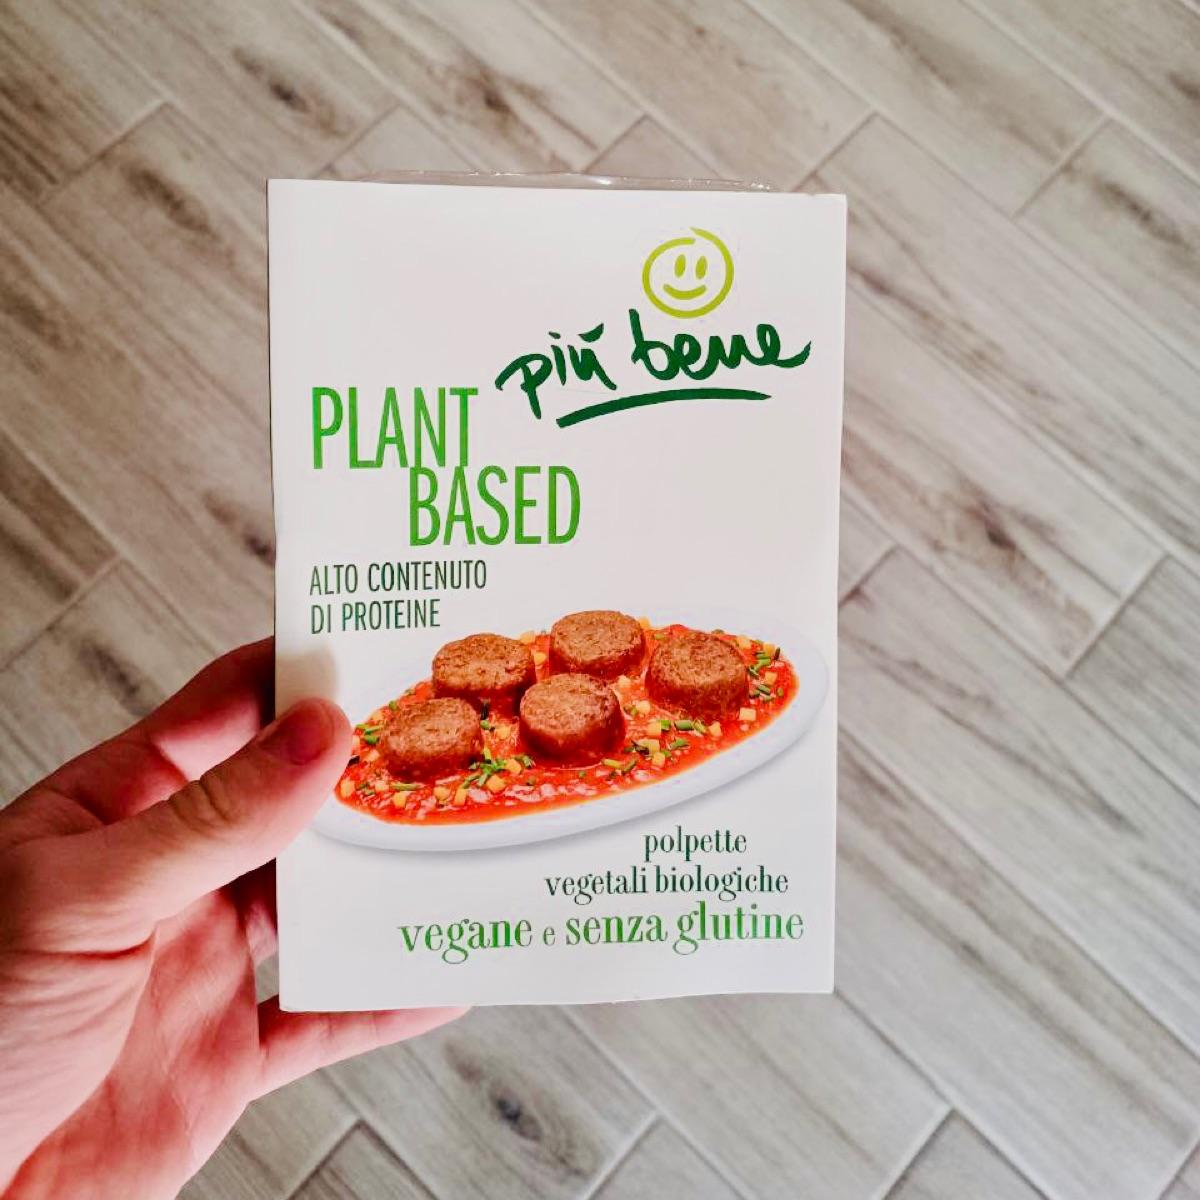 più bene
PLANT
BASED
ALTO CONTENUTO
DI PROTEINE
polpette
vegetali biologiche
vegane e senza glutine